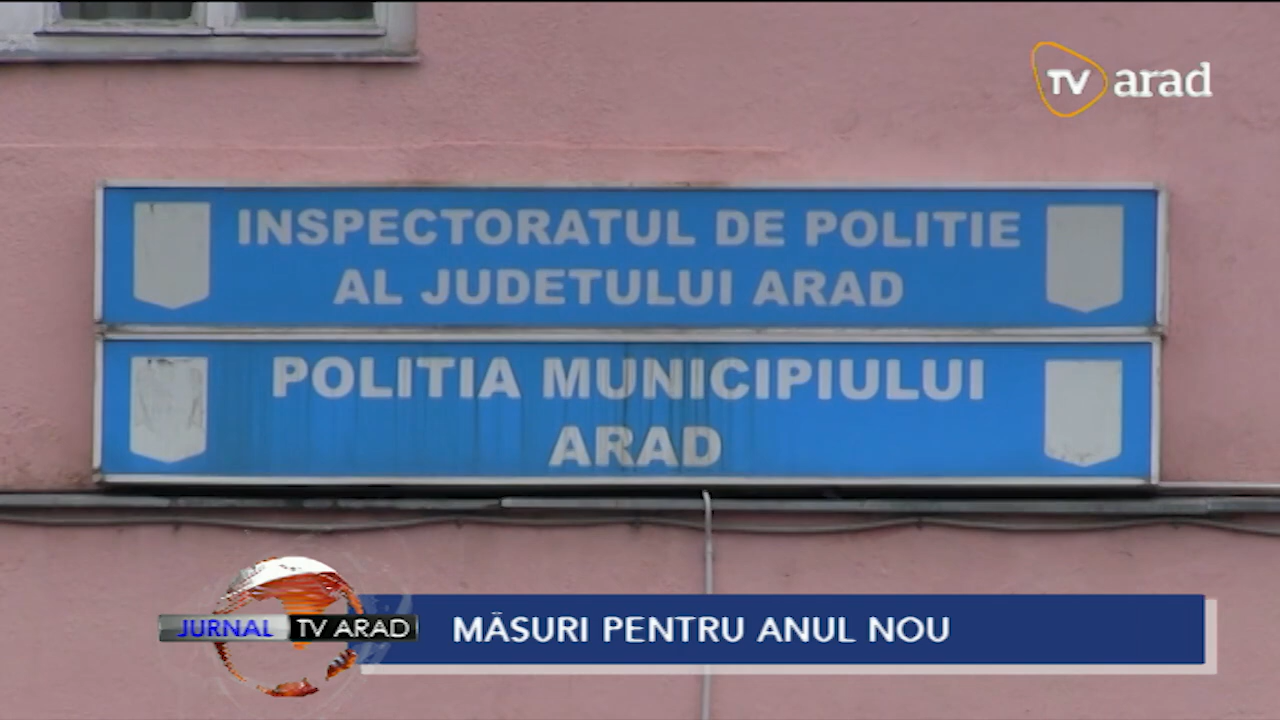 TV arad
INSPECTORATUL DE POLITIE
AL JUDETULUI ARAD
POLITIA MUNICIPIULUI
ARAD
JURNAL TV ARAD
MĂSURI PENTRU ANUL NOU